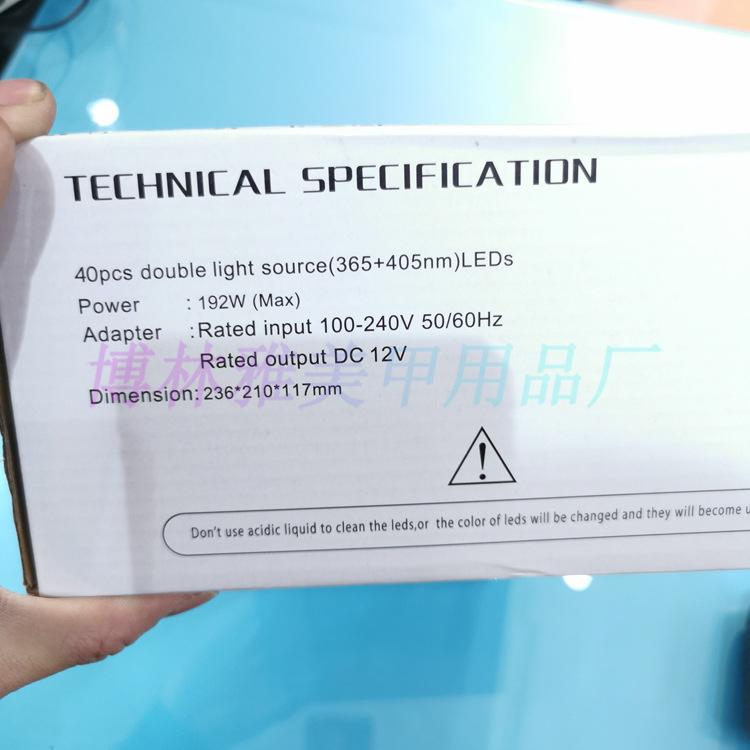 TECHNICAL SPECIFICATION
40pcs double light source(365+405nm)LEDs
Power : 192W (Max)
Adapter :Rated input 100-240V 50/60Hz
Rated output DC 12V
博林雅美甲用品厂
Dimension: 236*210*117mm
Don't use acidic liquid to clean the leds,or the color of leds will be changed and they will become